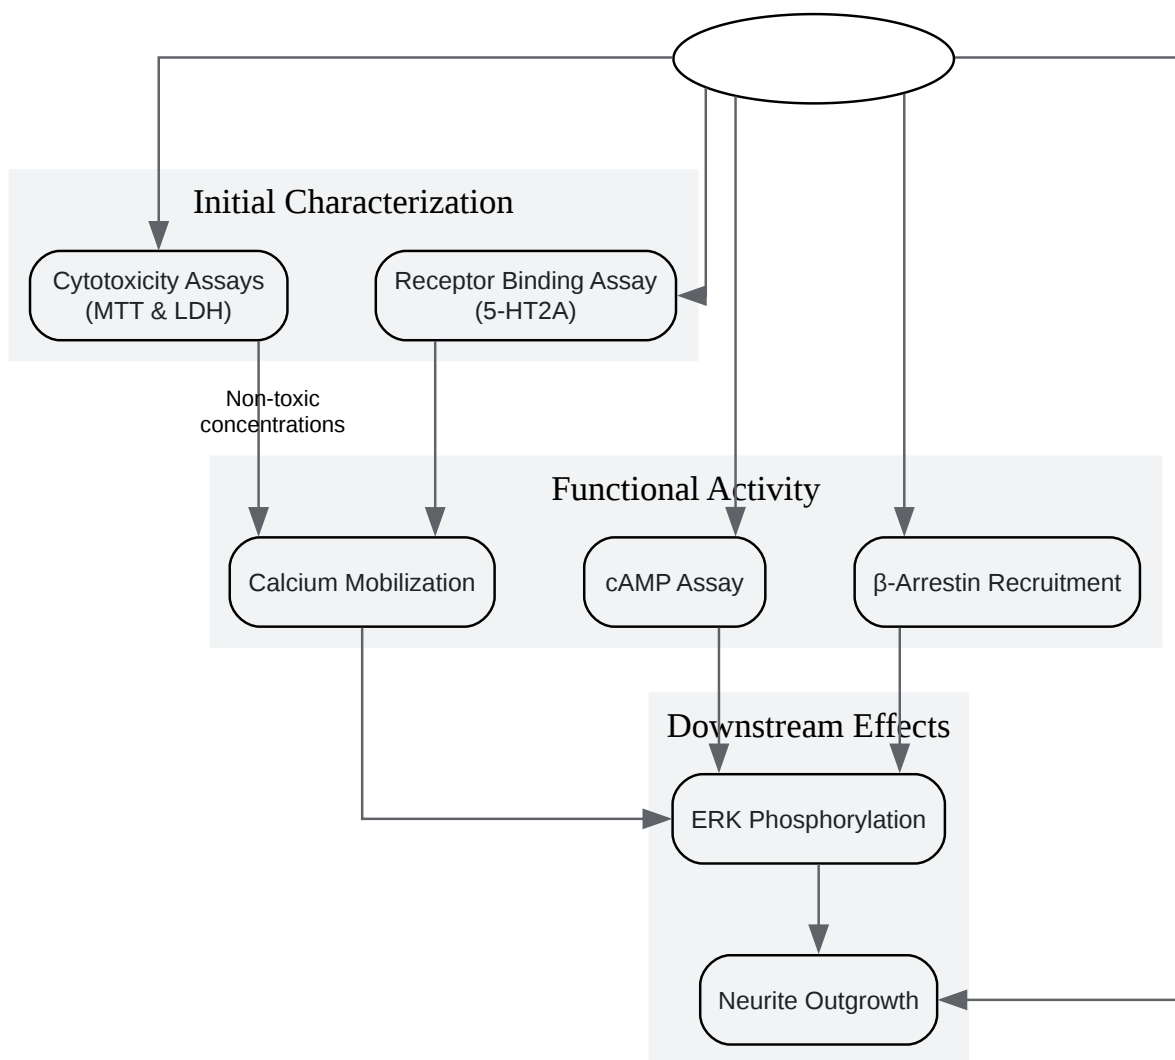 Initial Characterization
Cytotoxicity Assays
(MTT & LDH)
Receptor Binding Assay
(5-HT2A)
Non-toxic
concentrations
Functional Activity
Calcium Mobilization
cAMP Assay
β-Arrestin Recruitment
Downstream Effects
ERK Phosphorylation
Neurite Outgrowth